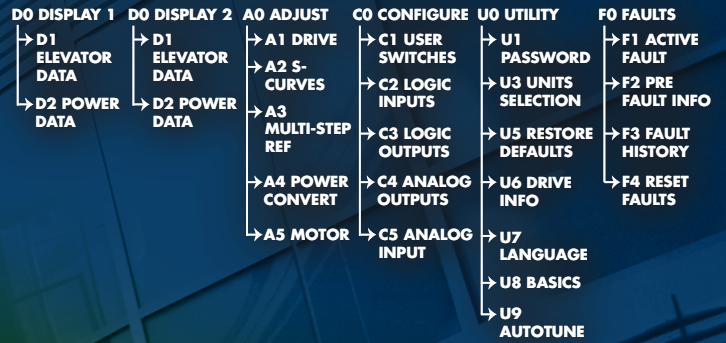 D0 DISPLAY 1
D1
ELEVATOR
DATA
D2 POWER
DATA
D0 DISPLAY 2
D1
ELEVATOR
DATA
D2 POWER
DATA
A0 ADJUST
A1 DRIVE
A2 S-
CURVES
A3
MULTI-STEP
REF
A4 POWER
CONVERT
A5 MOTOR
C0 CONFIGURE
C1 USER
SWITCHES
C2 LOGIC
INPUTS
C3 LOGIC
OUTPUTS
C4 ANALOG
OUTPUTS
C5 ANALOG
INPUT
U0 UTILITY
U1
PASSWORD
U3 UNITS
SELECTION
U5 RESTORE
DEFAULTS
U6 DRIVE
INFO
U7
LANGUAGE
U8 BASICS
U9
AUTOTUNE
F0 FAULTS
F1 ACTIVE
FAULT
F2 PRE
FAULT INFO
F3 FAULT
HISTORY
F4 RESET
FAULTS